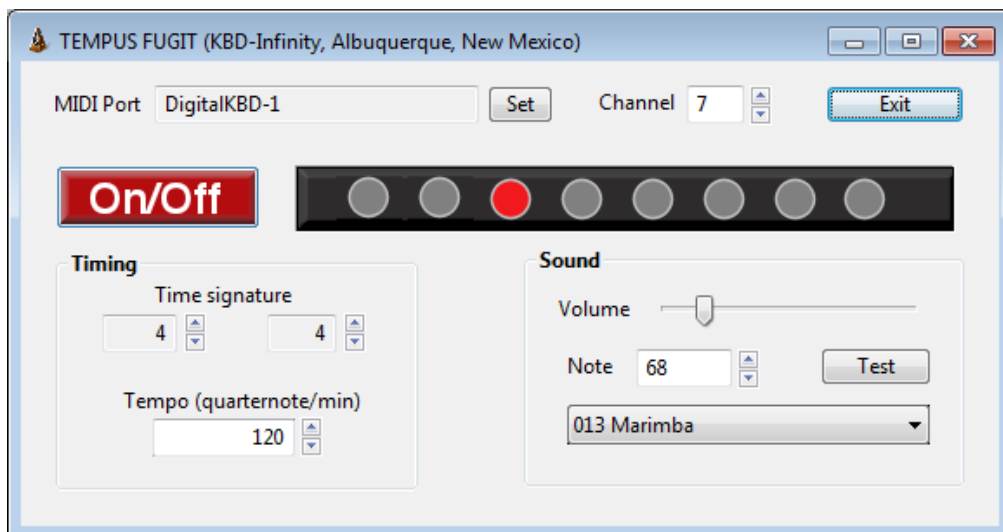 TEMPUS FUGIT (KBD-Infinity, Albuquerque, New Mexico)
MIDI Port DigitalKBD-1 Set Channel 7 Exit
On/Off
Timing
Time signature
4 4
Tempo (quarternote/min)
120
Sound
Volume
Note 68 Test
013 Marimba